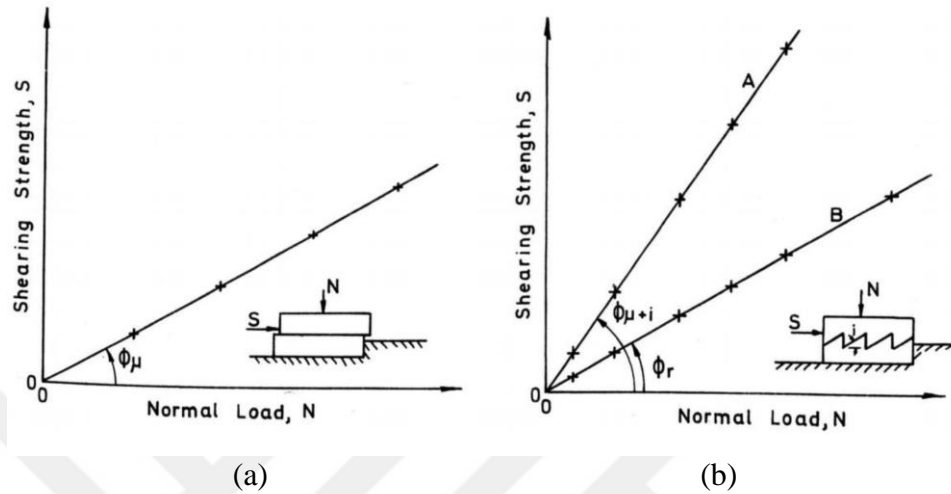 Shearing Strength, S
ϕμ
S
N
0
0
Normal Load, N
(a)
Shearing Strength, S
A
B
ϕμ+i
ϕr
N
S
i
0
0
Normal Load, N
(b)